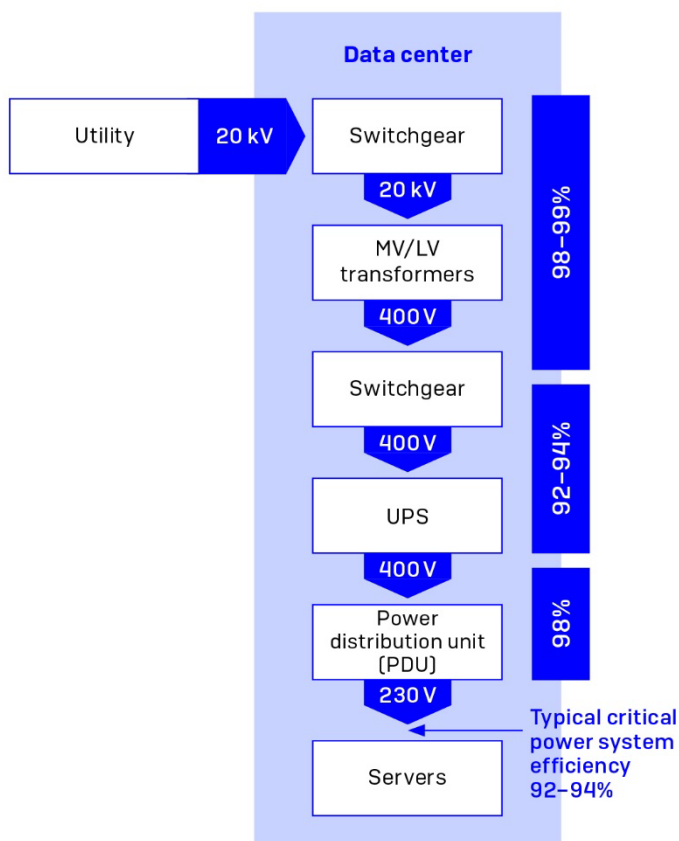 Data center
Utility
20 kV
Switchgear
20 kV
MV/LV
transformers
400 V
98–99%
Switchgear
400 V
UPS
92–94%
400 V
Power
distribution unit
(PDU)
98%
230 V
Typical critical
power system
efficiency
92–94%
Servers